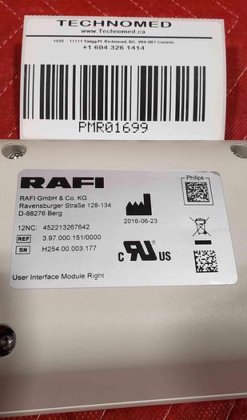 TECHNOMED
www.Technomed.ca
+1 604 326 1414
PMR01699
RAFI
Philips
RAFI GmbH & Co. KG
Ravensburger Straße 128-134
D-88276 Berg
2016-06-23
12NC: 452213267642
REF 3.97.000.151/0000
SN H254.00.003.177
C RU US
User Interface Module Right